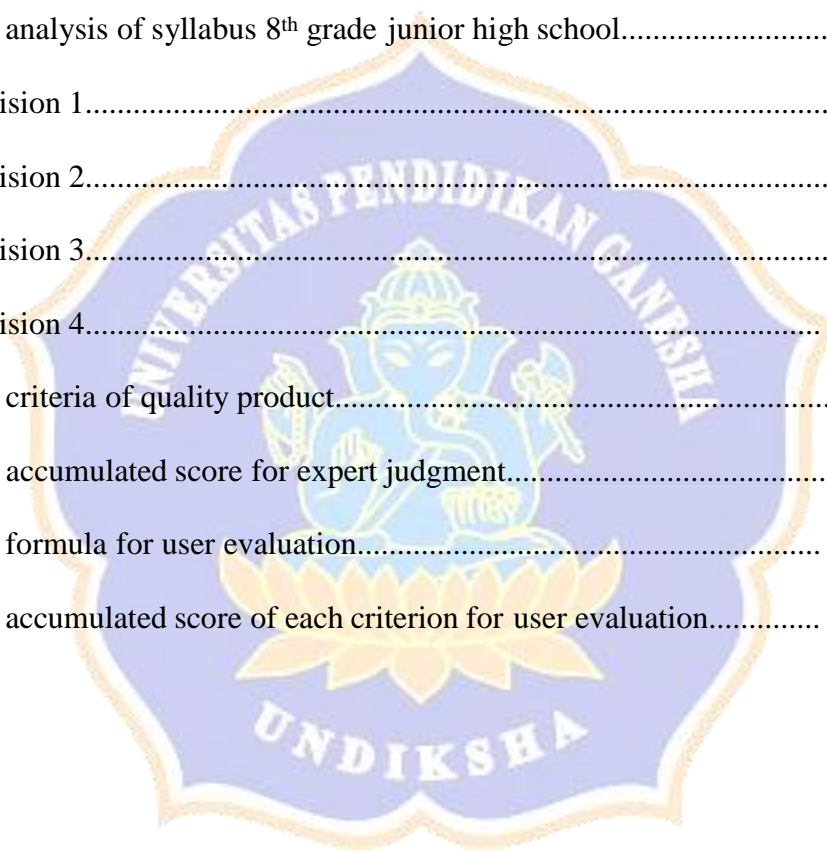 analysis of syllabus 8th grade junior high school..........................
ision 1.........................................................................................................
ision 2.........................................................................................................
ision 3.........................................................................................................
ision 4........................................................................................................
criteria of quality product....................................................................
accumulated score for expert judgment.........................................
formula for user evaluation................................................................
accumulated score of each criterion for user evaluation..............
UNIVERSITAS PENDIDIKAN GANESHA
UNDIKSHA